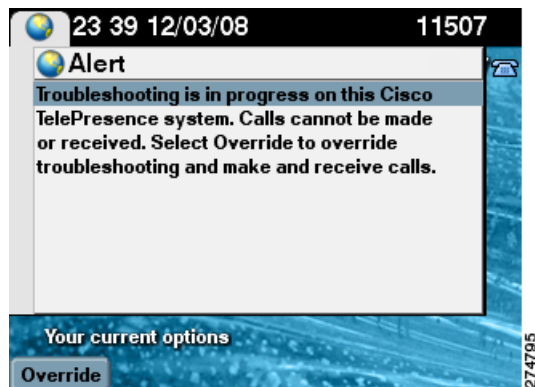 23 39 12/03/08 11507
Alert
Troubleshooting is in progress on this Cisco
TelePresence system. Calls cannot be made
or received. Select Override to override
troubleshooting and make and receive calls.
Your current options
Override
274795